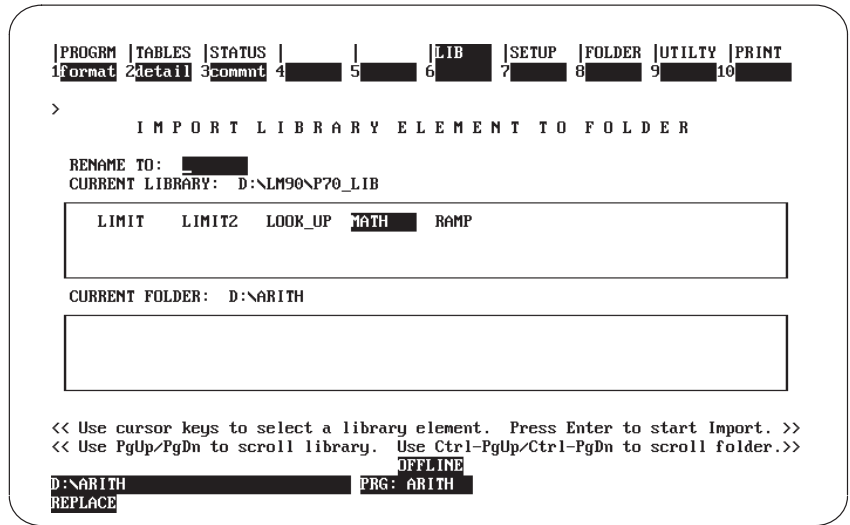 |PROGRM |TABLES |STATUS | | |LIB |SETUP |FOLDER |UTILTY |PRINT
1format 2detail 3commnt 4 5 6 7 8 9 10
>
I M P O R T L I B R A R Y E L E M E N T T O F O L D E R
RENAME TO: _
CURRENT LIBRARY: D:\LM90\P70_LIB
LIMIT LIMIT2 LOOK_UP MATH RAMP
CURRENT FOLDER: D:\ARITH
<< Use cursor keys to select a library element. Press Enter to start Import. >>
<< Use PgUp/PgDn to scroll library. Use Ctrl-PgUp/Ctrl-PgDn to scroll folder.>>
OFFLINE
D:\ARITH PRG: ARITH
REPLACE